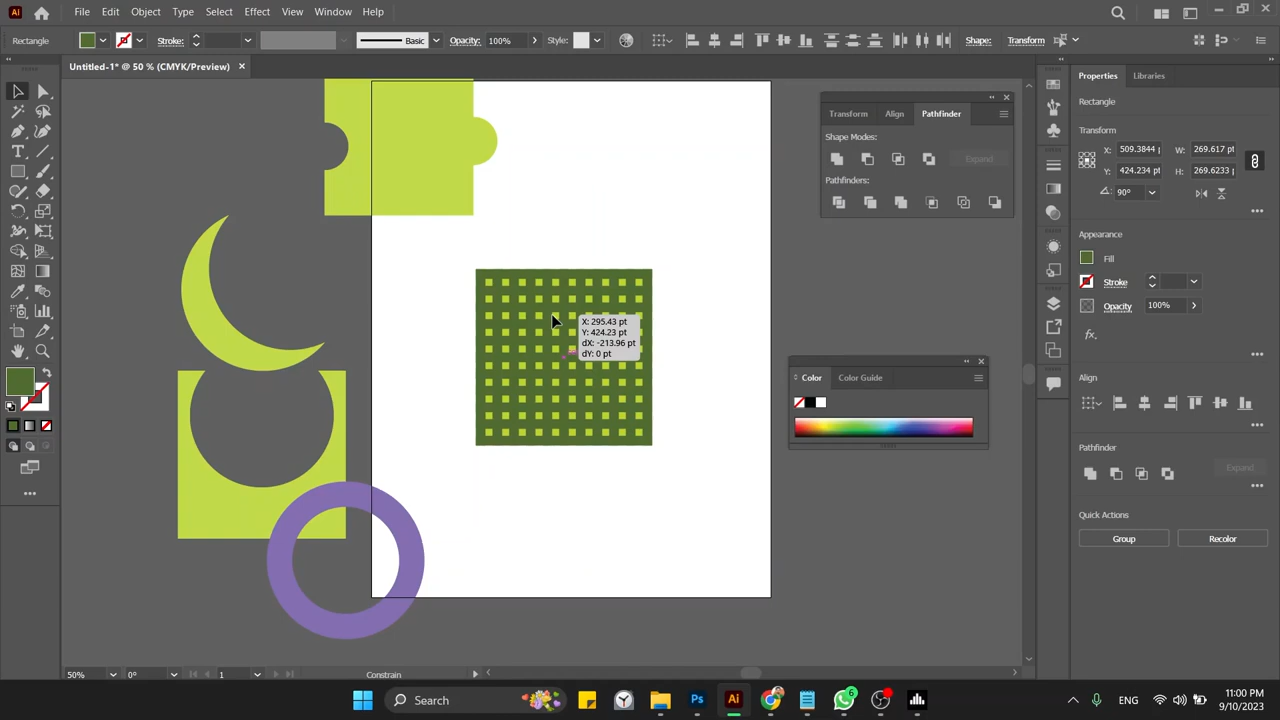 File Edit Object Type Select Effect View Window Help
Rectangle Stroke: Basic Opacity: 100% Style: Shape: Transform
Untitled-1* @ 50 % (CMYK/Preview)
Transform Align Pathfinder
Shape Modes:
Expand
Pathfinders:
X: 295.43 pt
Y: 424.23 pt
dX: -213.96 pt
dY: 0 pt
Color Color Guide
Properties Libraries
Rectangle
Transform
X: 509.3844 W: 269.617 pt
Y: 424.234 pt H: 269.6233
90°
Appearance
Fill
Stroke
Opacity 100%
Align
Pathfinder
Expand
Quick Actions
Group Recolor
50% 0° 1 Constrain
Search
Ps Ai 6
ENG
11:00 PM
9/10/2023